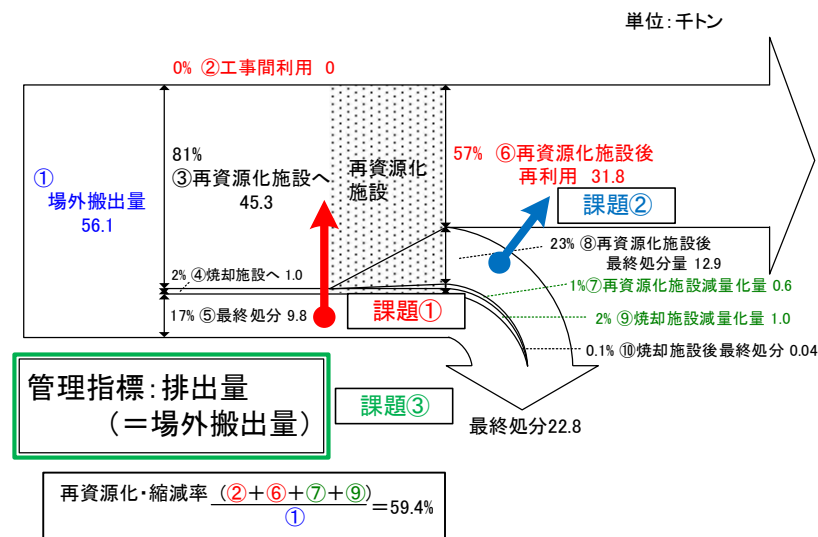 単位:千トン
0% ②工事間利用 0
①
場外搬出量
56.1
81%
③再資源化施設へ
45.3
再資源化
施設
57% ⑥再資源化施設後
再利用 31.8
課題②
23% ⑧再資源化施設後
最終処分量 12.9
2% ④焼却施設へ 1.0
1%⑦再資源化施設減量化量 0.6
17% ⑤最終処分 9.8
課題①
2% ⑨焼却施設減量化量 1.0
0.1% ⑩焼却施設後最終処分 0.04
管理指標:排出量
(=場外搬出量)
課題③
最終処分22.8
再資源化・縮減率 (②+⑥+⑦+⑨) =59.4%
①